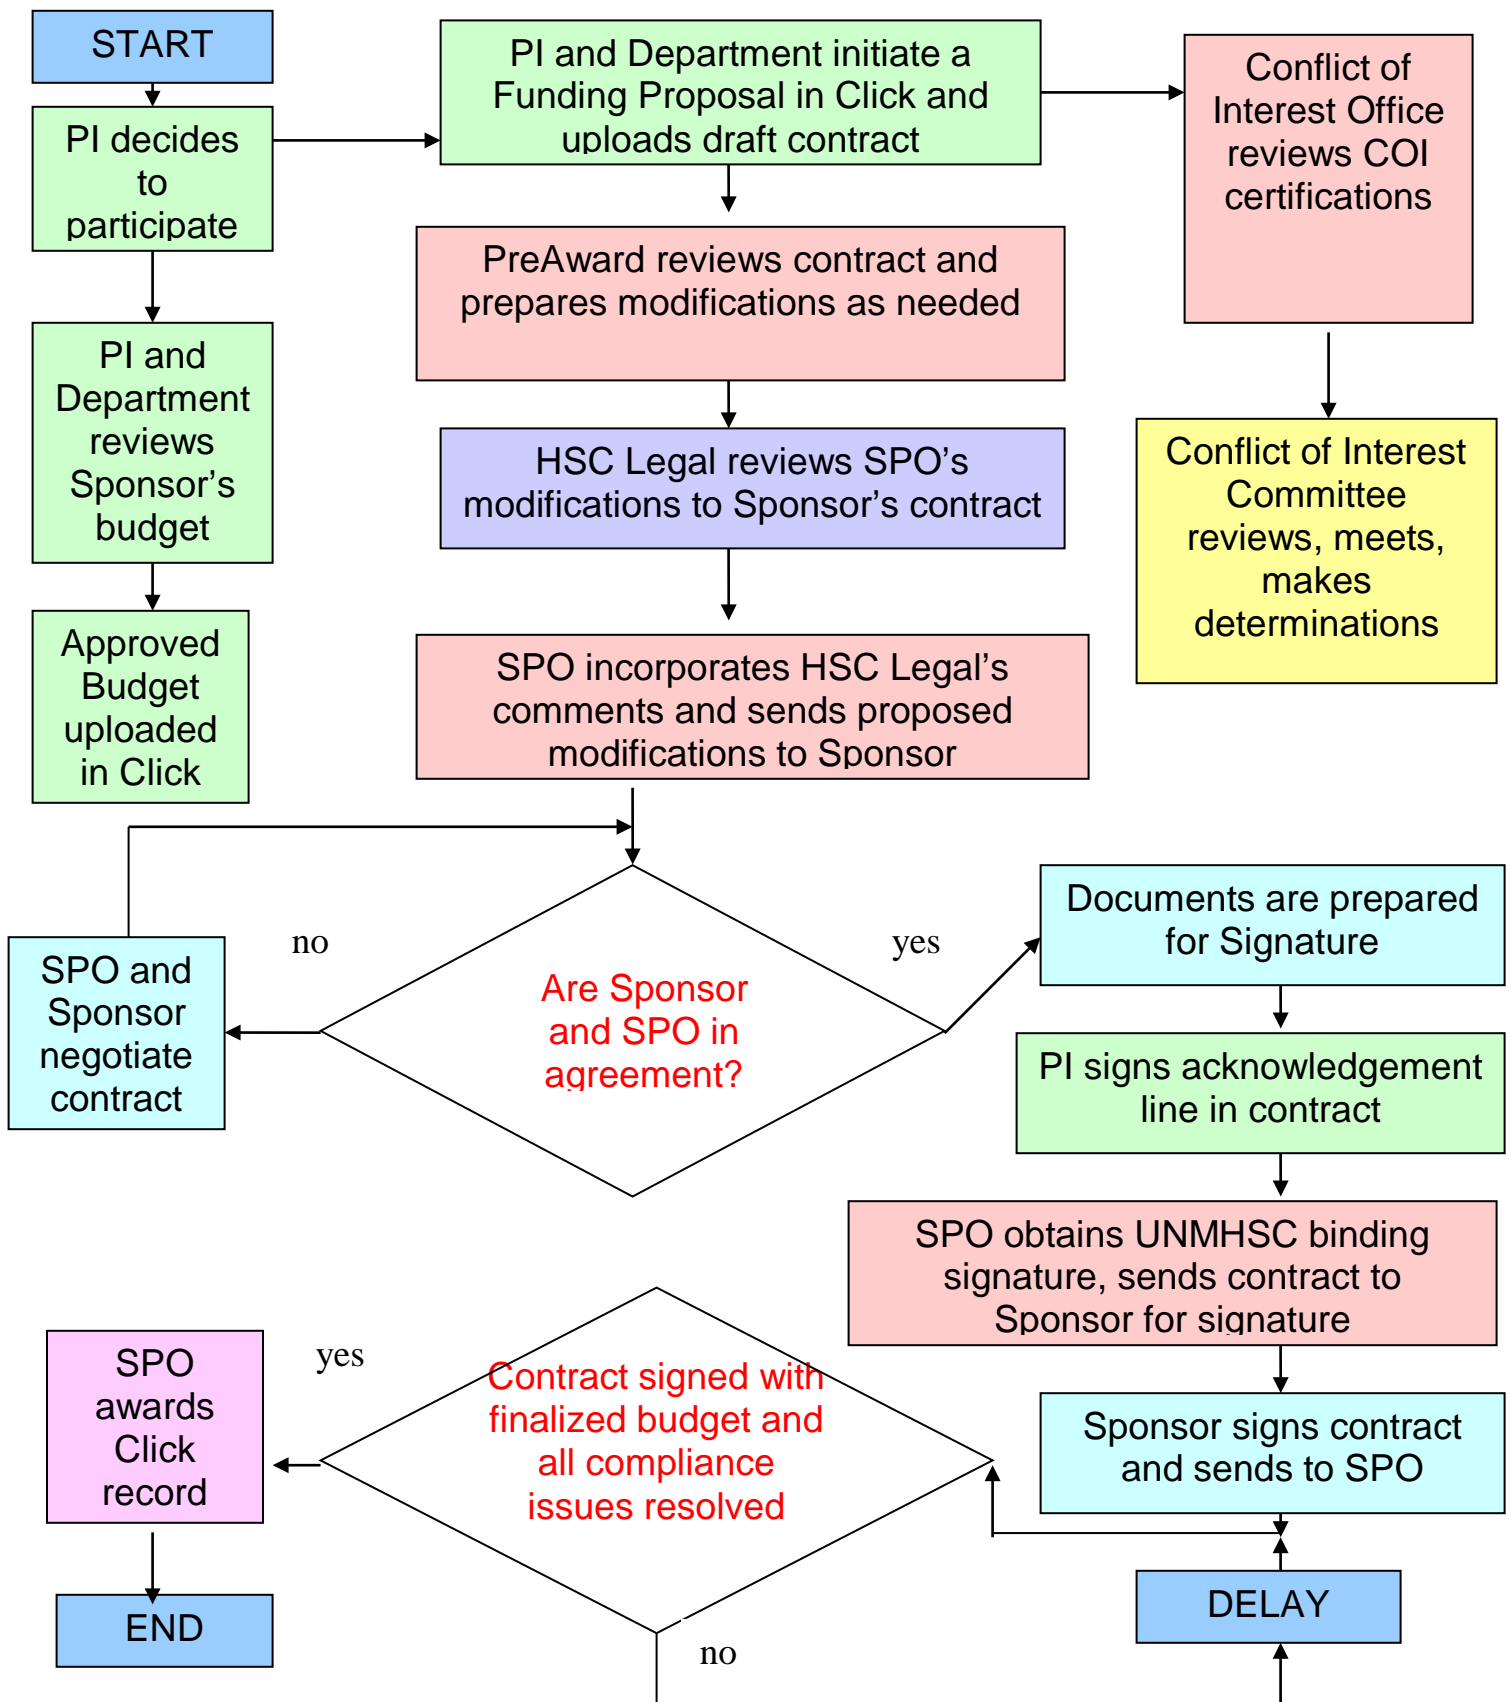 START
PI decides
to
participate
PI and Department initiate a
Funding Proposal in Click and
uploads draft contract
Conflict of
Interest Office
reviews COI
certifications
PreAward reviews contract and
prepares modifications as needed
PI and
Department
reviews
Sponsor’s
budget
HSC Legal reviews SPO’s
modifications to Sponsor’s contract
Conflict of Interest
Committee
reviews, meets,
makes
determinations
Approved
Budget
uploaded
in Click
SPO incorporates HSC Legal’s
comments and sends proposed
modifications to Sponsor
no
yes
Are Sponsor
and SPO in
agreement?
SPO and
Sponsor
negotiate
contract
Documents are prepared
for Signature
PI signs acknowledgement
line in contract
SPO obtains UNMHSC binding
signature, sends contract to
Sponsor for signature
Sponsor signs contract
and sends to SPO
Contract signed with
finalized budget and
all compliance
issues resolved
yes
SPO
awards
Click
record
END
no
DELAY